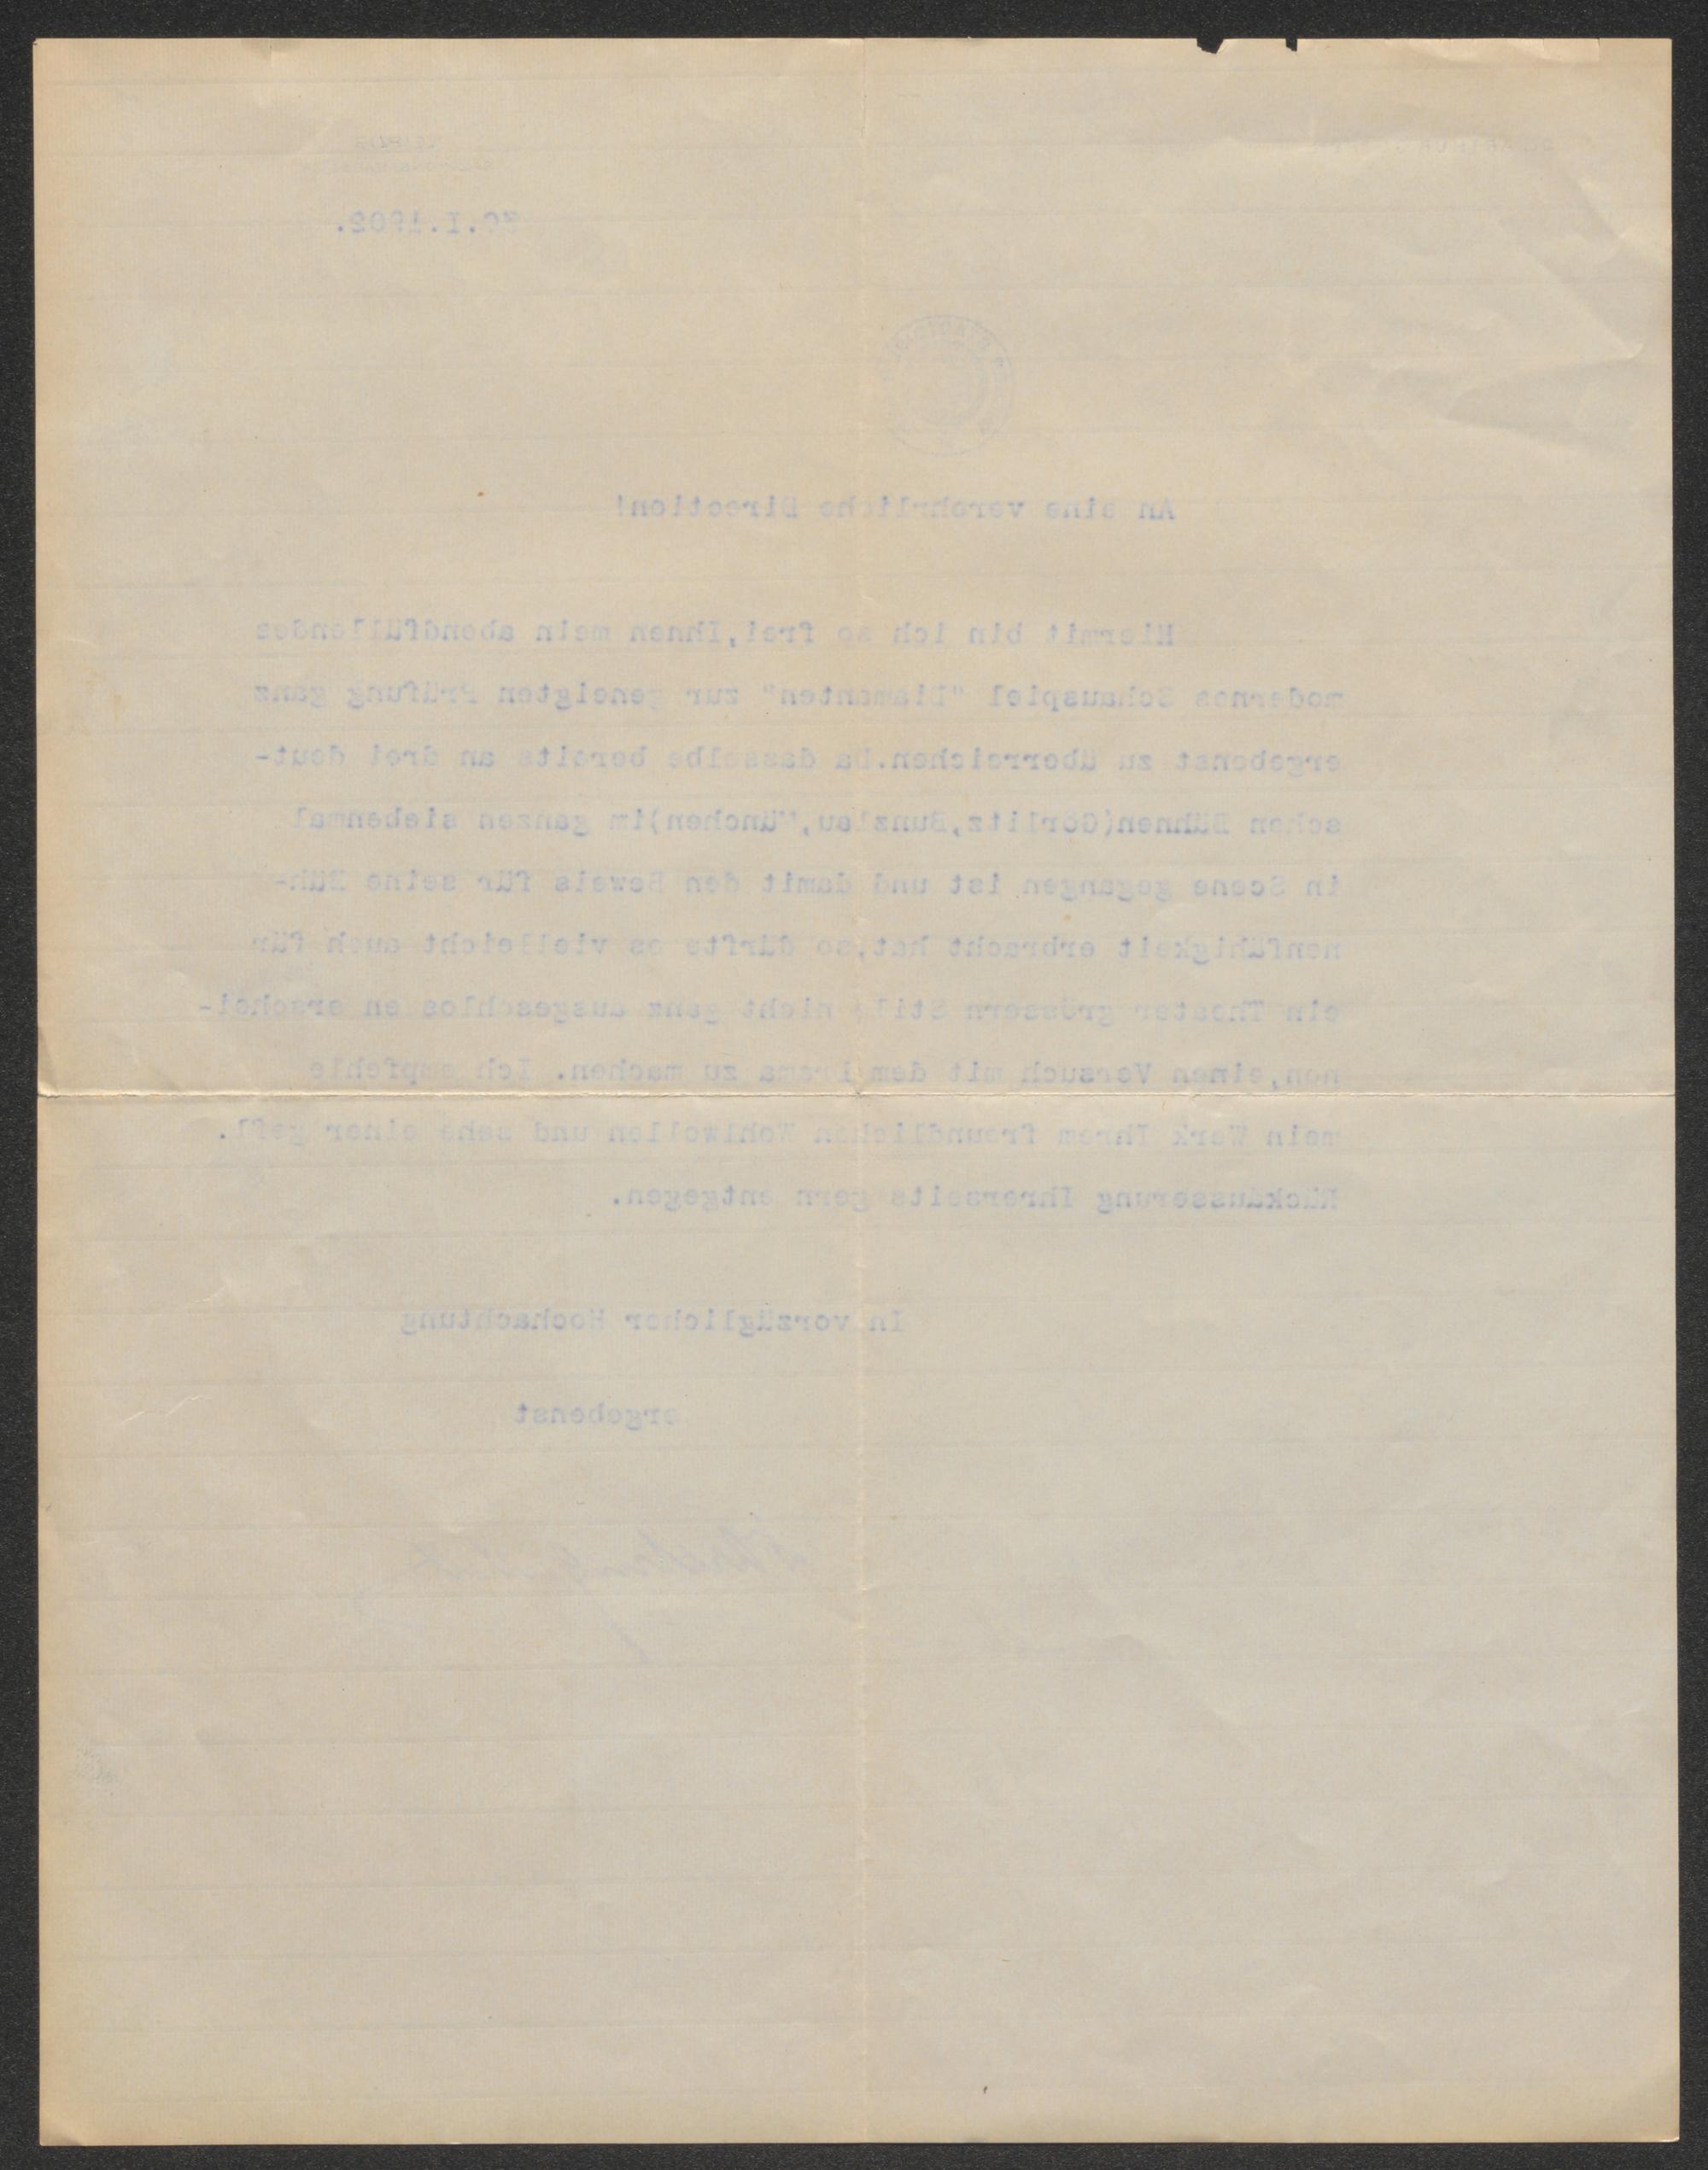 30.I.1902.
An eine verehrliche Direction!
Hiermit bin ich so frei,Ihnen mein abendfüllendes
modernes Schauspiel "Diamanten" zur geneigten Prüfung ganz
ergebenst zu überreichen.Da dasselbe bereits an drei deut-
schen Bühnen(Görlitz,Bunzlau,München)im ganzen siebenmal
in Scene gegangen ist und damit den Beweis für seine Büh-
nenfähigkeit erbracht hat,so dürfte es vielleicht auch für
ein Theater grössern Stils nicht ganz ausgeschlos en erschei-
nen,einen Versuch mit dem Drama zu machen. Ich empfehle
mein Werk Ihrem freundlichen Wohlwollen und sehe einer gefl.
Rückäusserung Ihrerseits gern entgegen.
In vorzüglicher Hochachtung
ergebenst